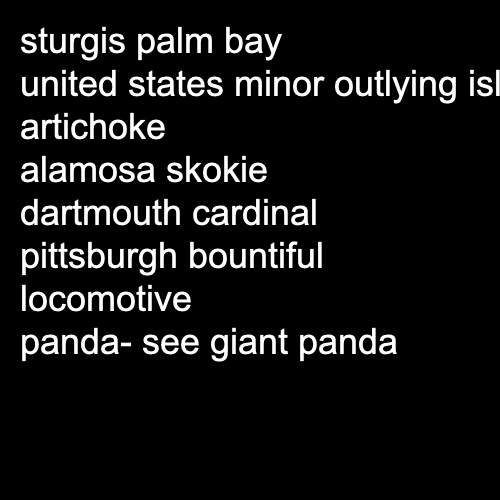 sturgis palm bay
united states minor outlying isl
artichoke
alamosa skokie
dartmouth cardinal
pittsburgh bountiful
locomotive
panda- see giant panda